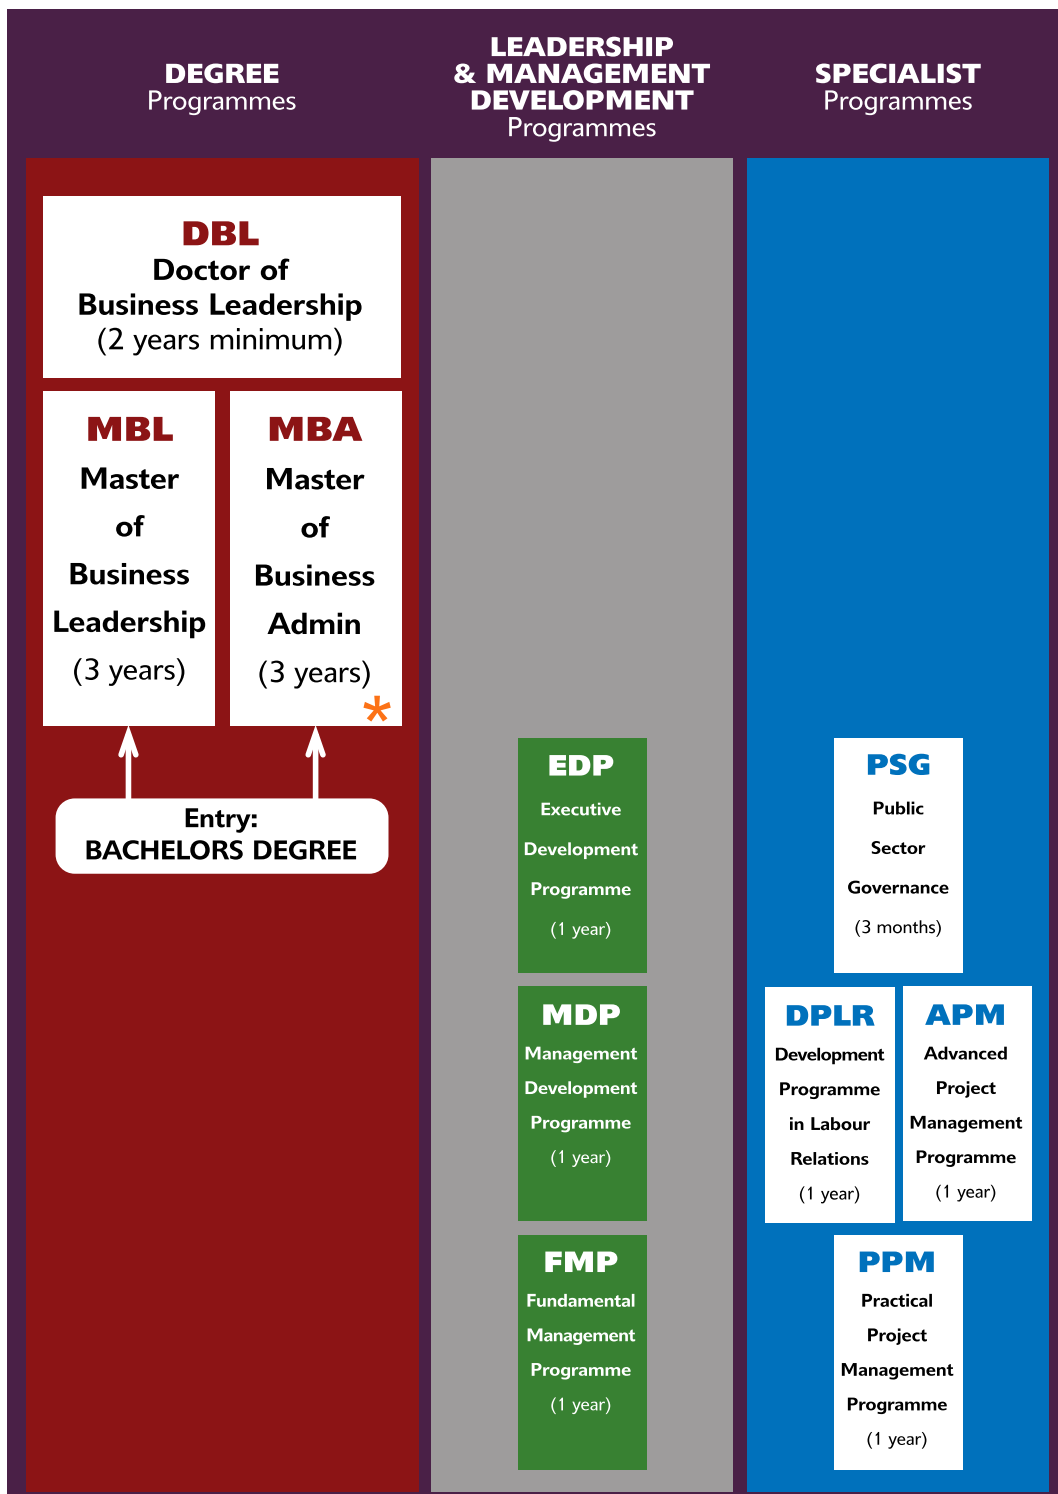 DEGREE
Programmes
LEADERSHIP
& MANAGEMENT
DEVELOPMENT
Programmes
SPECIALIST
Programmes
DBL
Doctor of
Business Leadership
(2 years minimum)
MBL
Master
of
Business
Leadership
(3 years)
MBA
Master
of
Business
Admin
(3 years)
*
Entry:
BACHELORS DEGREE
EDP
Executive
Development
Programme
(1 year)
MDP
Management
Development
Programme
(1 year)
FMP
Fundamental
Management
Programme
(1 year)
PSG
Public
Sector
Governance
(3 months)
DPLR
Development
Programme
in Labour
Relations
(1 year)
APM
Advanced
Project
Management
Programme
(1 year)
PPM
Practical
Project
Management
Programme
(1 year)